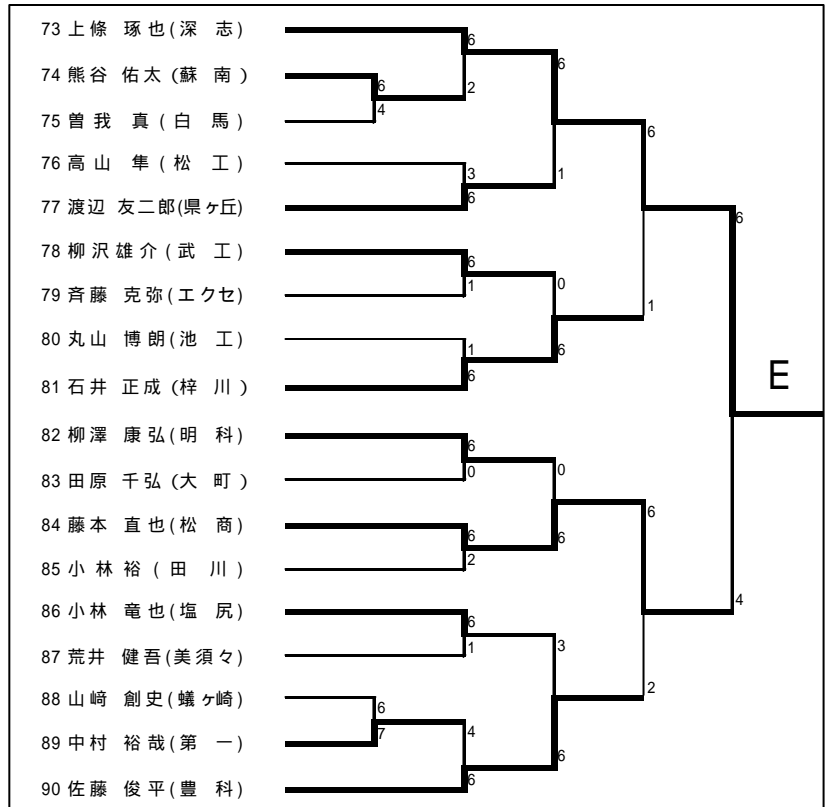 73 上條 琢也(深 志)
6
74 熊谷 佑太(蘇 南)
6
6
2
4
75 曽我 真(白 馬)
6
76 高山 隼(松 工)
3
1
6
77 渡辺 友二郎(県ヶ丘)
6
78 柳沢雄介(武 工)
6
0
1
79 斉藤 克弥(エクセ)
1
80 丸山 博朗(池 工)
1
6
6
81 石井 正成(梓 川)
E
82 柳澤 康弘(明 科)
6
0
0
83 田原 千弘(大 町)
6
84 藤本 直也(松 商)
6
6
2
85 小林裕(田 川)
4
86 小林 竜也(塩 尻)
6
3
1
87 荒井 健吾(美須々)
2
88 山﨑 創史(蟻ヶ崎)
6
4
7
89 中村 裕哉(第 一)
6
6
90 佐藤 俊平(豊 科)